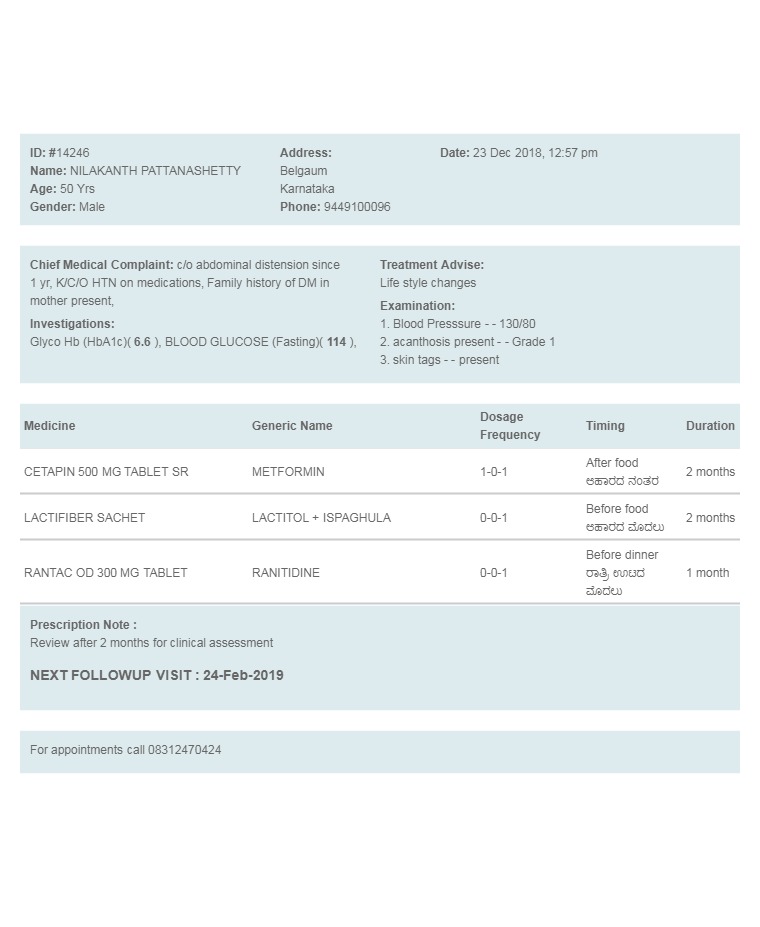 ID: #14246
Name: NILAKANTH PATTANASHETTY
Age: 50 Yrs
Gender: Male
Address:
Belgaum
Karnataka
Phone: 9449100096
Date: 23 Dec 2018, 12:57 pm
Chief Medical Complaint: c/o abdominal distension since
1 yr, K/C/O HTN on medications, Family history of DM in
mother present,
Investigations:
Glyco Hb (HbA1c)( 6.6 ), BLOOD GLUCOSE (Fasting)( 114 ),
Treatment Advise:
Life style changes
Examination:
1. Blood Presssure - - 130/80
2. acanthosis present - - Grade 1
3. skin tags - - present
Medicine Generic Name Dosage Frequency Timing Duration
CETAPIN 500 MG TABLET SR METFORMIN 1-0-1 After food 2 months
ಆಹಾರದ ನಂತರ
LACTIFIBER SACHET LACTITOL + ISPAGHULA 0-0-1 Before food 2 months
ಆಹಾರದ ಮೊದಲು
RANTAC OD 300 MG TABLET RANITIDINE 0-0-1 Before dinner 1 month
ರಾತ್ರಿ ಊಟದ
ಮೊದಲು
Prescription Note :
Review after 2 months for clinical assessment
NEXT FOLLOWUP VISIT : 24-Feb-2019
For appointments call 08312470424